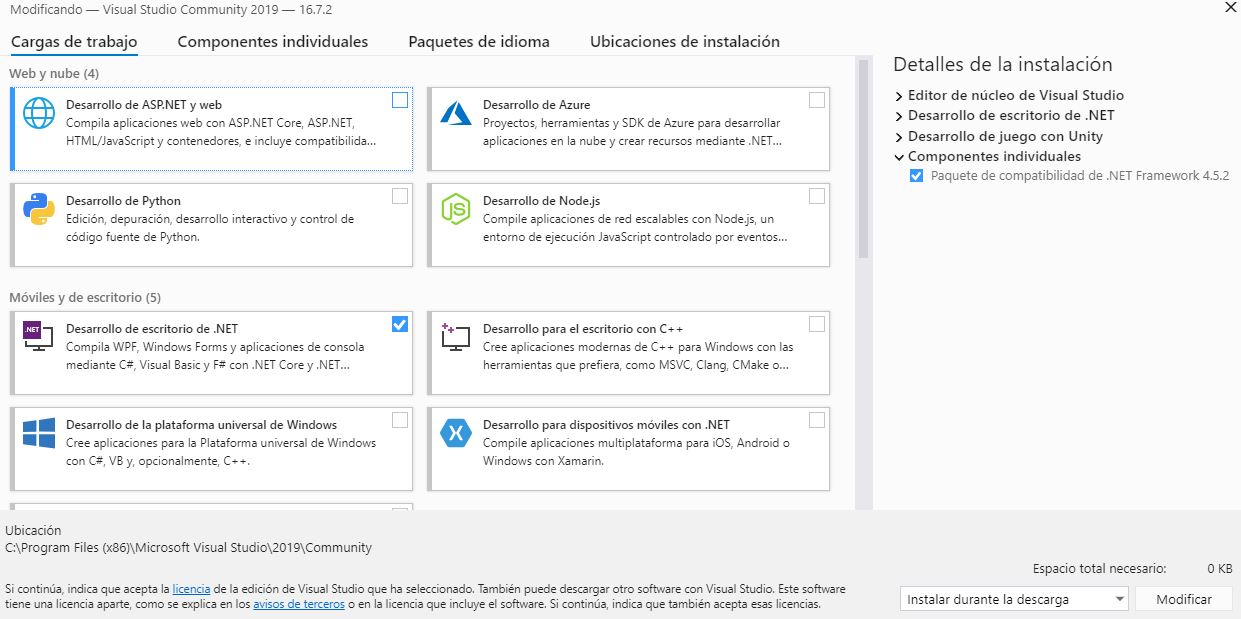 Modificando — Visual Studio Community 2019 — 16.7.2
Cargas de trabajo
Componentes individuales
Paquetes de idioma
Ubicaciones de instalación
Web y nube (4)
Desarrollo de ASP.NET y web
Compila aplicaciones web con ASP.NET Core, ASP.NET,
HTML/JavaScript y contenedores, e incluye compatibilida...
Desarrollo de Azure
Proyectos, herramientas y SDK de Azure para desarrollar
aplicaciones en la nube y crear recursos mediante .NET...
Desarrollo de Python
Edición, depuración, desarrollo interactivo y control de
código fuente de Python.
JS
Desarrollo de Node.js
Compile aplicaciones de red escalables con Node.js, un
entorno de ejecución JavaScript controlado por eventos...
Móviles y de escritorio (5)
.NET
Desarrollo de escritorio de .NET
Compila WPF, Windows Forms y aplicaciones de consola
mediante C#, Visual Basic y F# con .NET Core y .NET...
Desarrollo para el escritorio con C++
Cree aplicaciones modernas de C++ para Windows con las
herramientas que prefiera, como MSVC, Clang, CMake o...
Desarrollo de la plataforma universal de Windows
Cree aplicaciones para la Plataforma universal de Windows
con C#, VB y, opcionalmente, C++.
Desarrollo para dispositivos móviles con .NET
Compile aplicaciones multiplataforma para iOS, Android o
Windows con Xamarin.
Detalles de la instalación
Editor de núcleo de Visual Studio
Desarrollo de escritorio de .NET
Desarrollo de juego con Unity
Componentes individuales
Paquete de compatibilidad de .NET Framework 4.5.2
Ubicación
C:\Program Files (x86)\Microsoft Visual Studio\2019\Community
Espacio total necesario: 0 KB
Si continúa, indica que acepta la licencia de la edición de Visual Studio que ha seleccionado. También puede descargar otro software con Visual Studio. Este software
tiene una licencia aparte, como se explica en los avisos de terceros o en la licencia que incluye el software. Si continúa, indica que también acepta esas licencias.
Instalar durante la descarga
Modificar